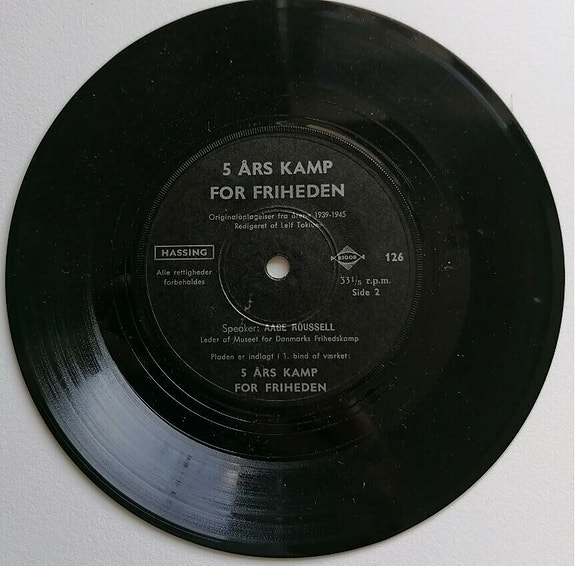 5 ÅRS KAMP
FOR FRIHEDEN
Originaloptagelser fra årene 1939-1945
Redigeret af Leif
HASSING
Alle rettigheder
forbeholdes
126
33⅓ r.p.m.
Side 2
Speaker: AAGE ROUSSELL
Leder af Museet for Danmarks Frihedskamp
Pladen er indlagt i 1. bind af værket:
5 ÅRS KAMP
FOR FRIHEDEN